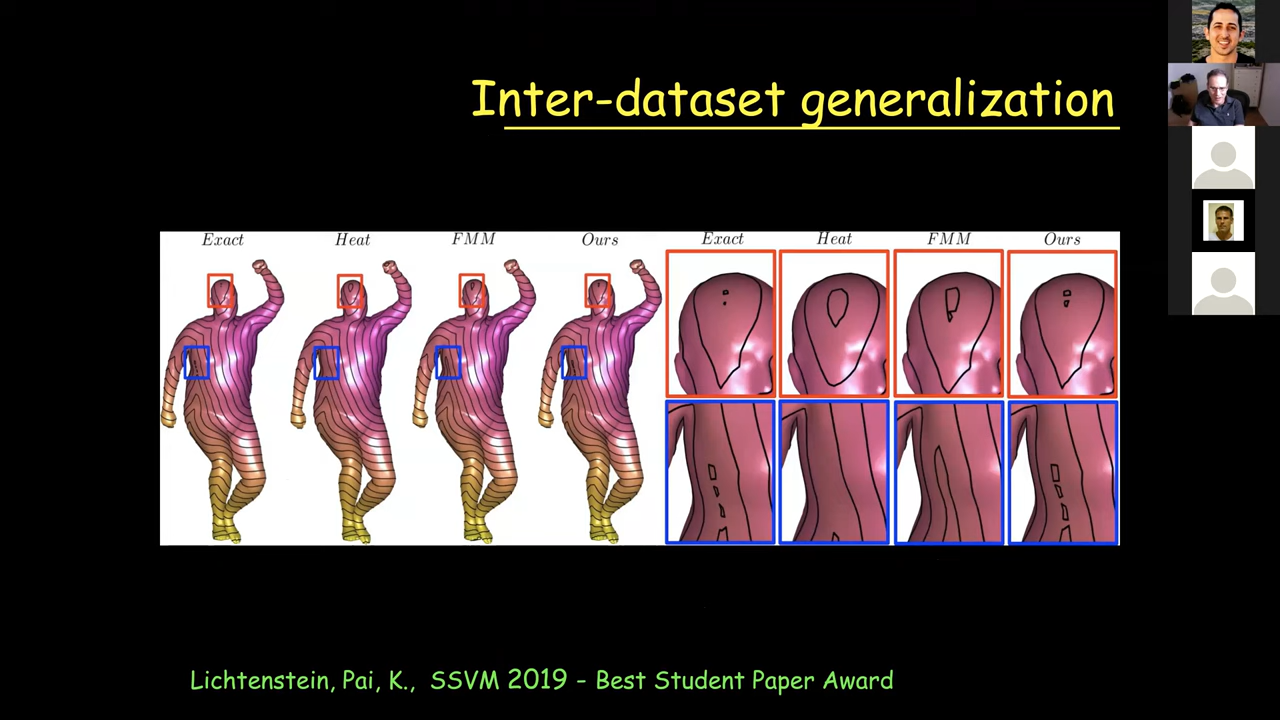 Inter-dataset generalization
Exact Heat FMM Ours Exact Heat FMM Ours
Lichtenstein, Pai, K., SSVM 2019 - Best Student Paper Award